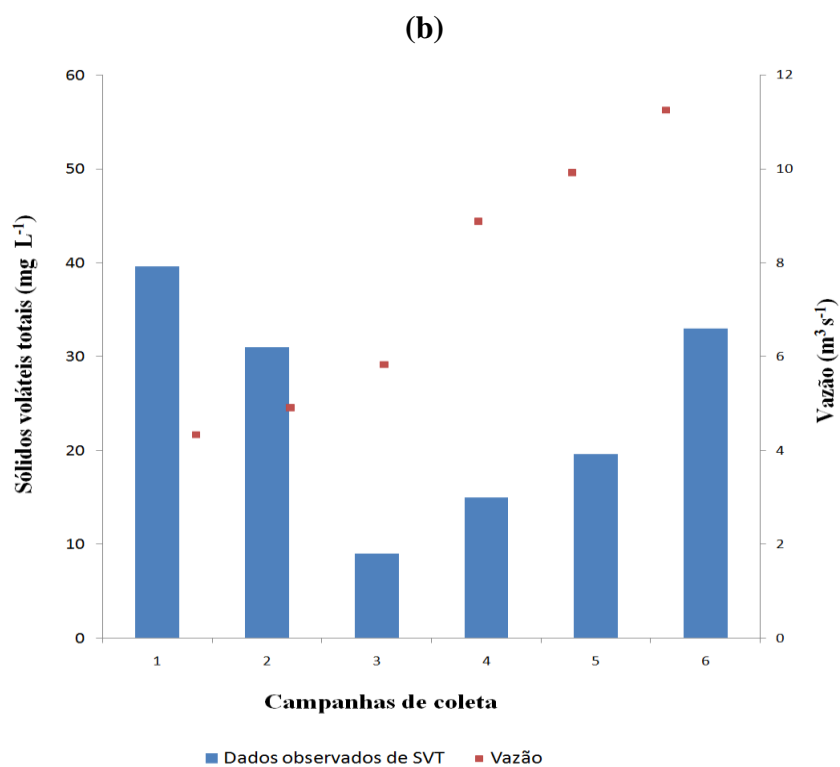 (b)
Sólidos voláteis totais (mg L-1)
60
50
40
30
20
10
0
12
10
8
6
4
2
0
Vazão (m3 s-1)
1 2 3 4 5 6
Campanhas de coleta
Dados observados de SVT Vazão